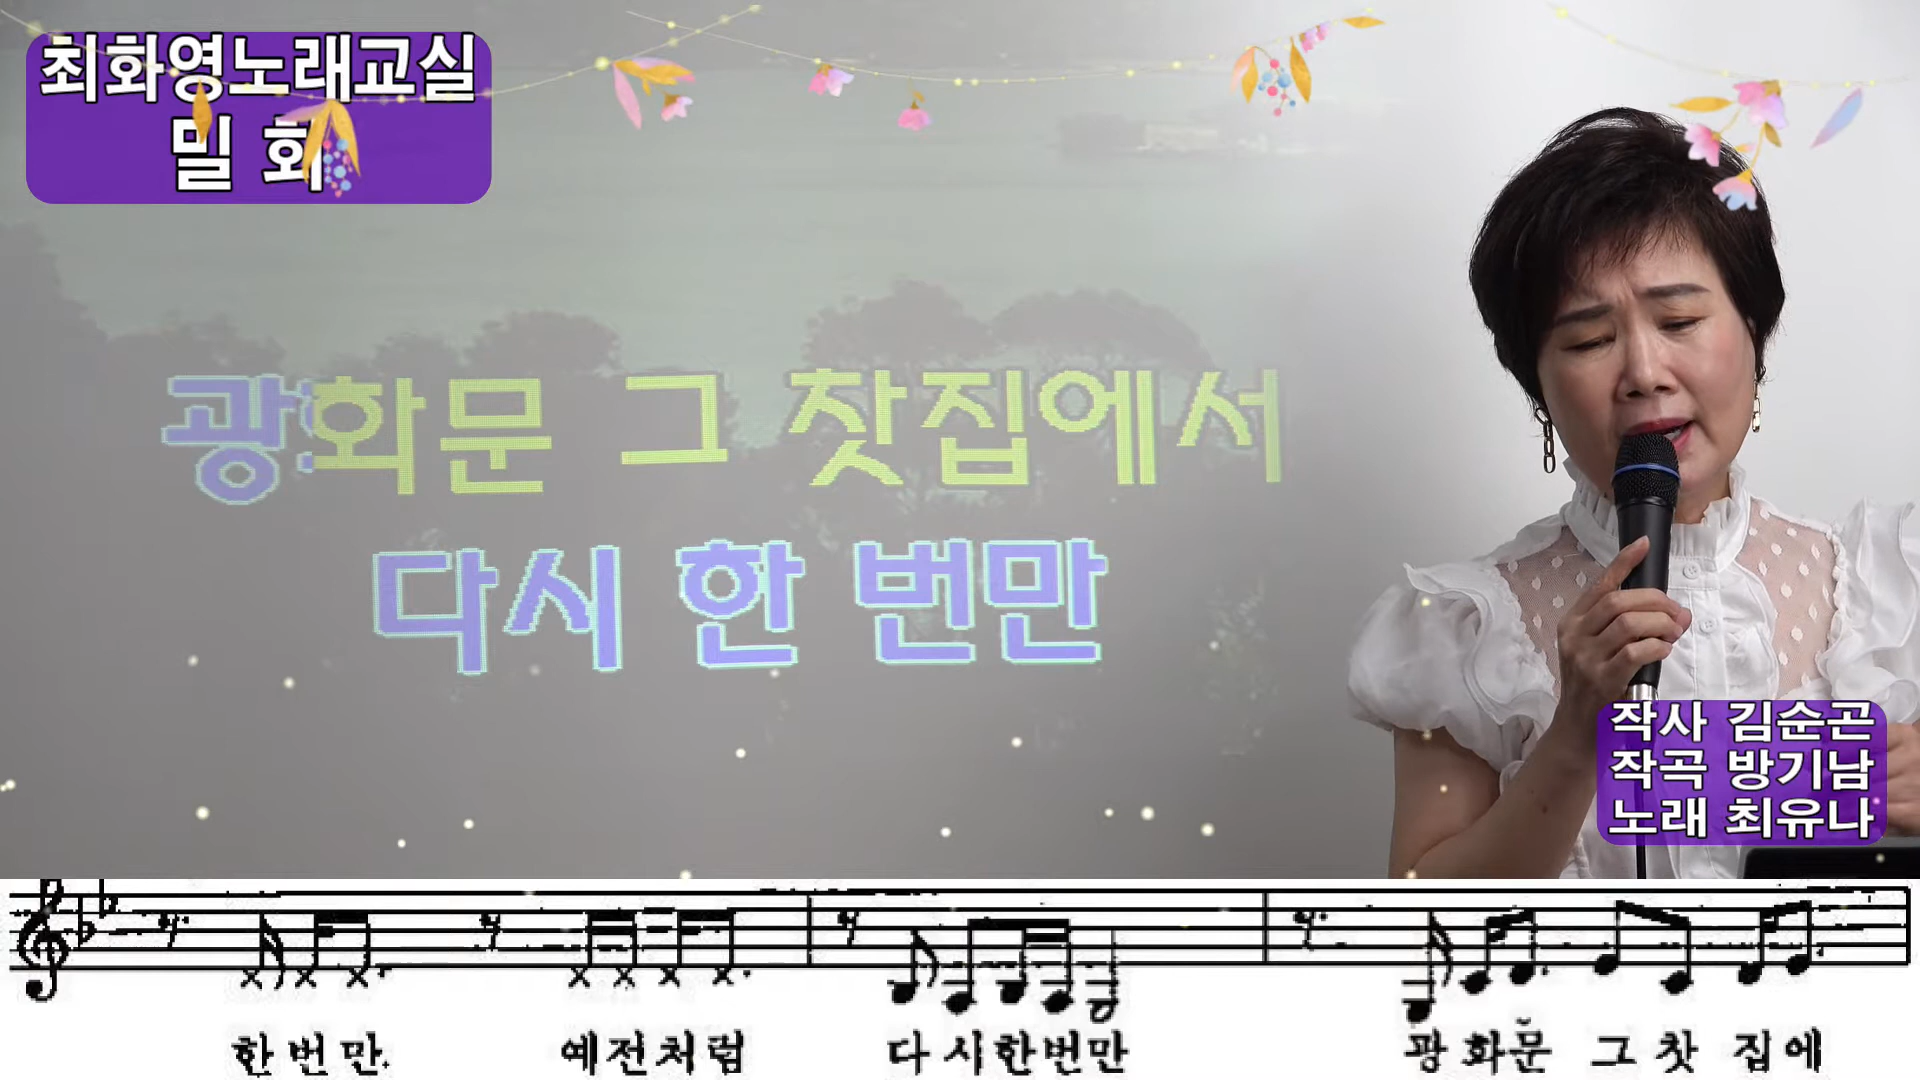 최화영노래교실
밀 회
광화문 그 찻집에서
다시 한 번만
작사 김순곤
작곡 방기남
노래 최유나
한번만. 예전처럼 다시한번만 광화문 그찻 집에